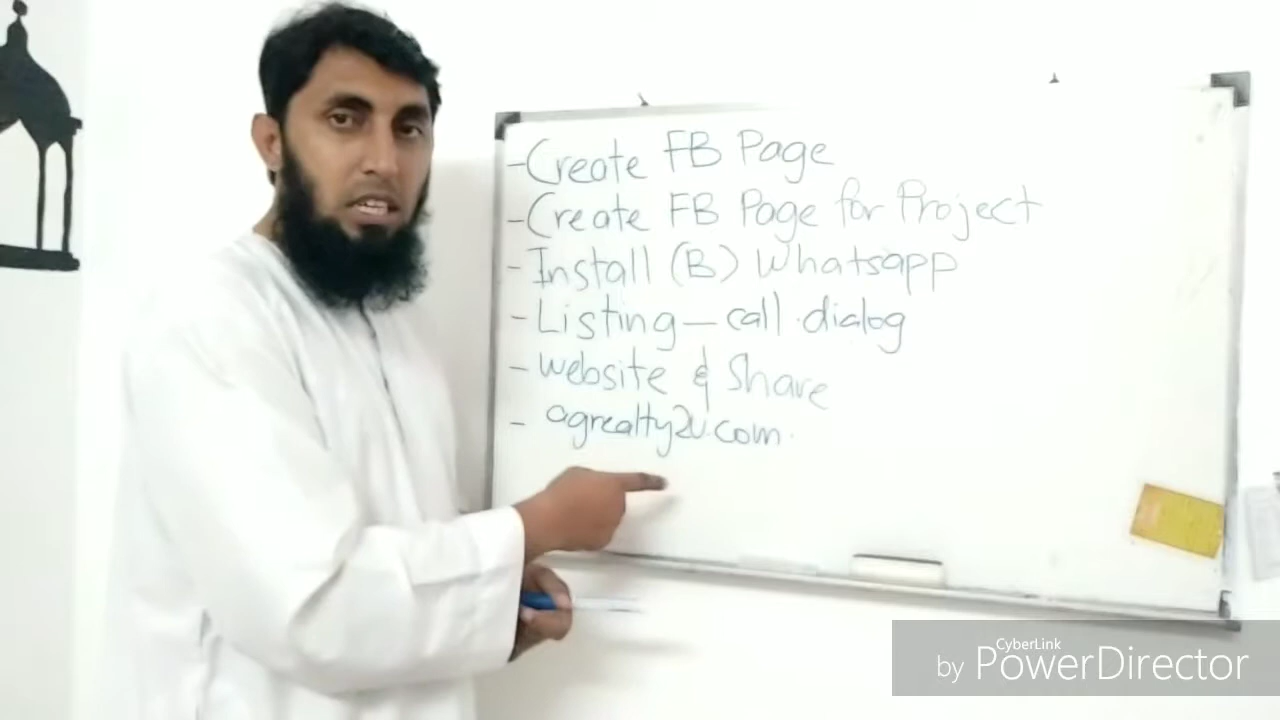 - Create FB Page
- Create FB Page for Project
- Install (B) Whatsapp
- Listing - call dialog
- website & Share
- agrealty2u.com.
CyberLink
by PowerDirector